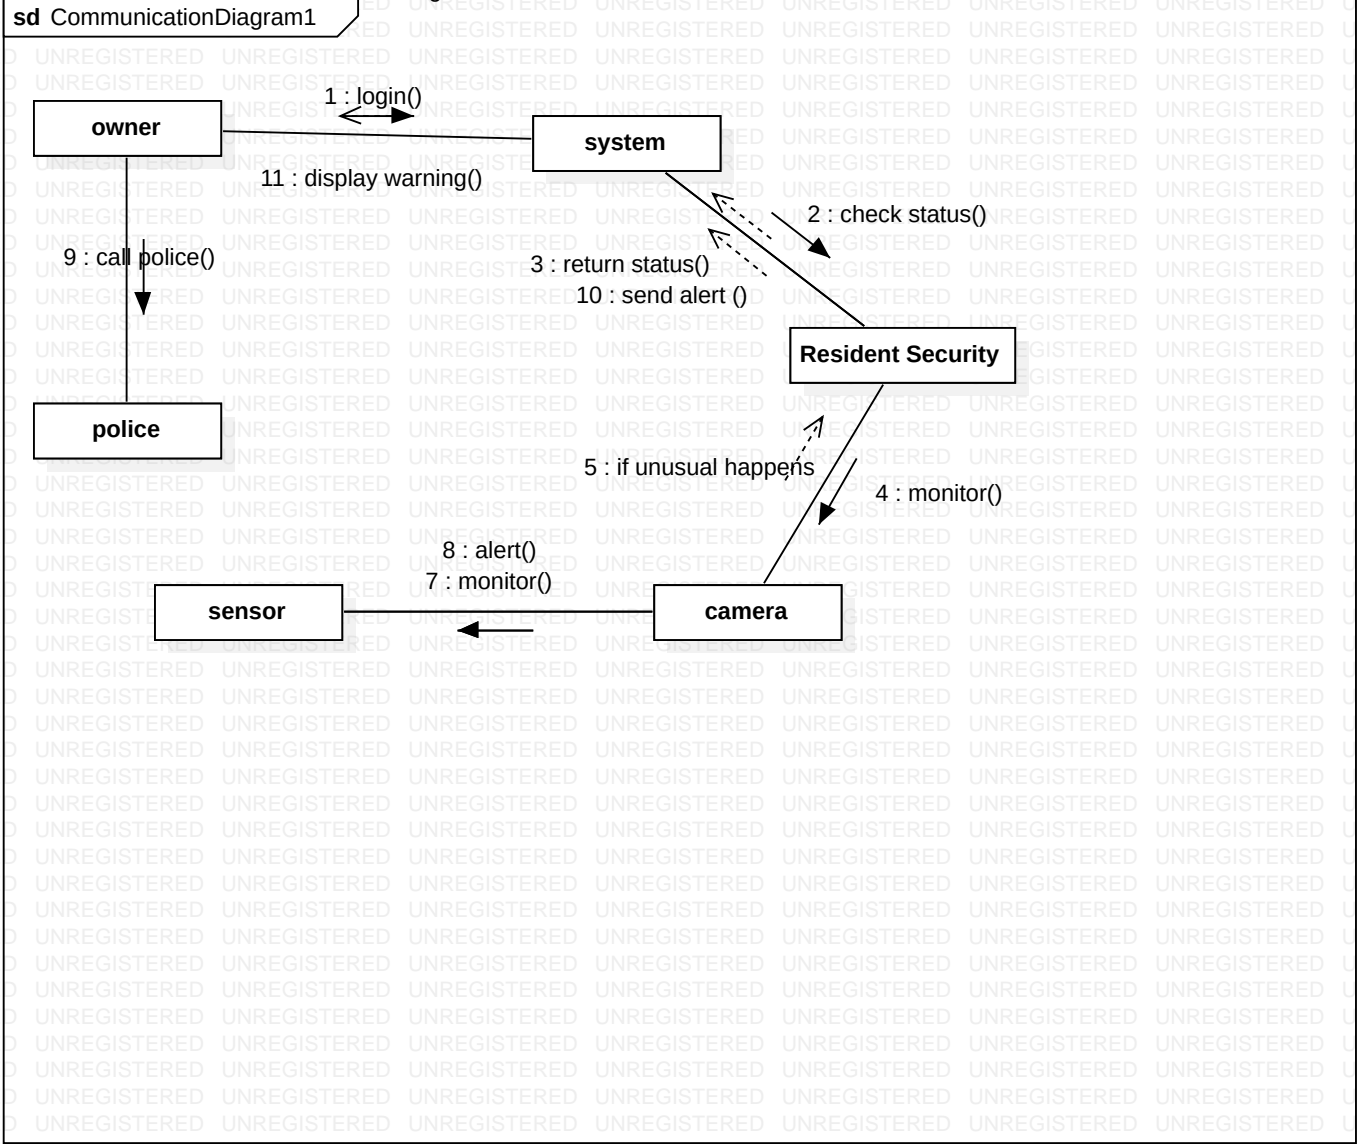 sd CommunicationDiagram1
1 : login()
owner
system
11 : display warning()
2 : check status()
9 : call police()
3 : return status()
10 : send alert ()
Resident Security
police
5 : if unusual happens
4 : monitor()
8 : alert()
7 : monitor()
sensor
camera
UNREGISTERED